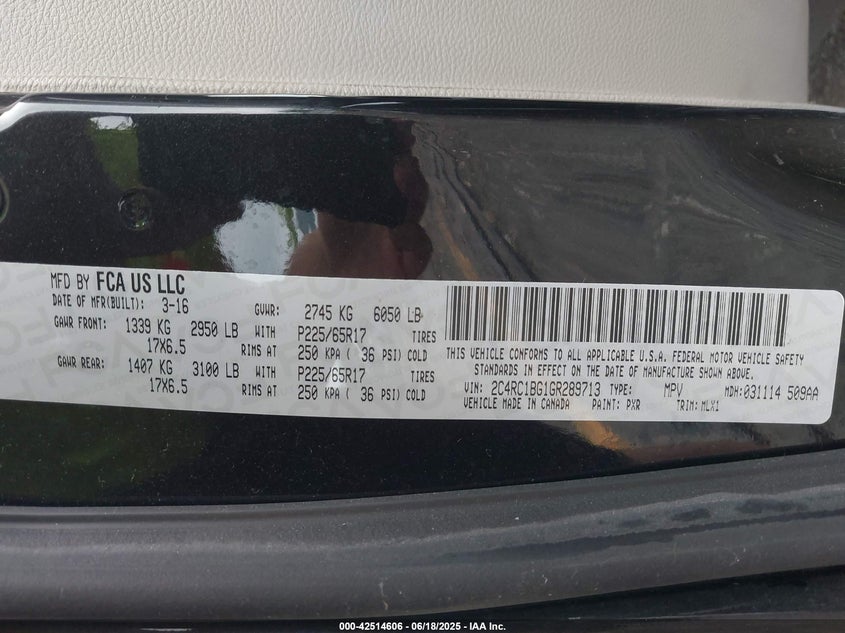 MFD BY FCA US LLC
DATE OF MFR(BUILT): 3-16 GVWR: 2745 KG 6050 LB
GAWR FRONT: 1339 KG 2950 LB WITH P225/65R17 TIRES
17X6.5 RIMS AT 250 KPA ( 36 PSI) COLD
GAWR REAR: 1407 KG 3100 LB WITH P225/65R17 TIRES
17X6.5 RIMS AT 250 KPA ( 36 PSI) COLD
THIS VEHICLE CONFORMS TO ALL APPLICABLE U.S.A. FEDERAL MOTOR VEHICLE SAFETY
STANDARDS IN EFFECT ON THE DATE OF MANUFACTURE SHOWN ABOVE.
VIN: 2C4RC1BG1GR289713 TYPE: MPV MDH: 031114 509AA
VEHICLE MADE IN CANADA PAINT: PXR TRIM: MLX1
000-42514606 - 06/18/2025 - IAA Inc.